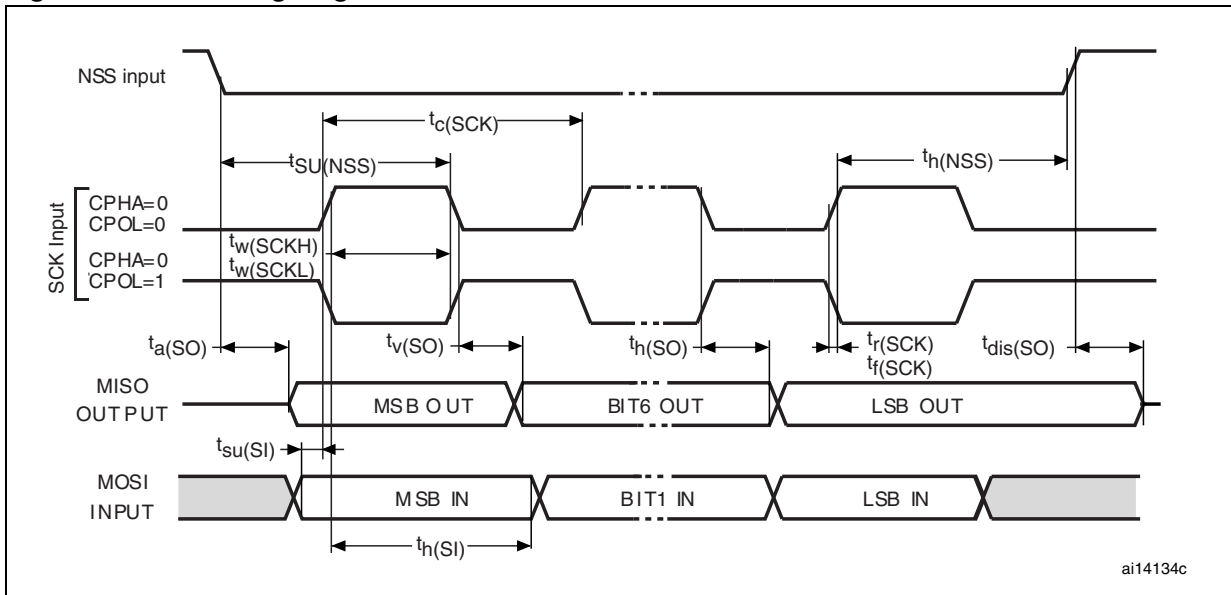 NSS input
tc(SCK)
tSU(NSS)
th(NSS)
SCK Input
CPHA=0
CPOL=0
tw(SCKH)
CPHA=0
tw(SCKL)
CPOL=1
ta(SO)
tv(SO)
th(SO)
tr(SCK)
tf(SCK)
tdis(SO)
MISO
OUTPUT
MSB OUT
BIT6 OUT
LSB OUT
tsu(SI)
MOSI
INPUT
MSB IN
BIT1 IN
LSB IN
th(SI)
ai14134c